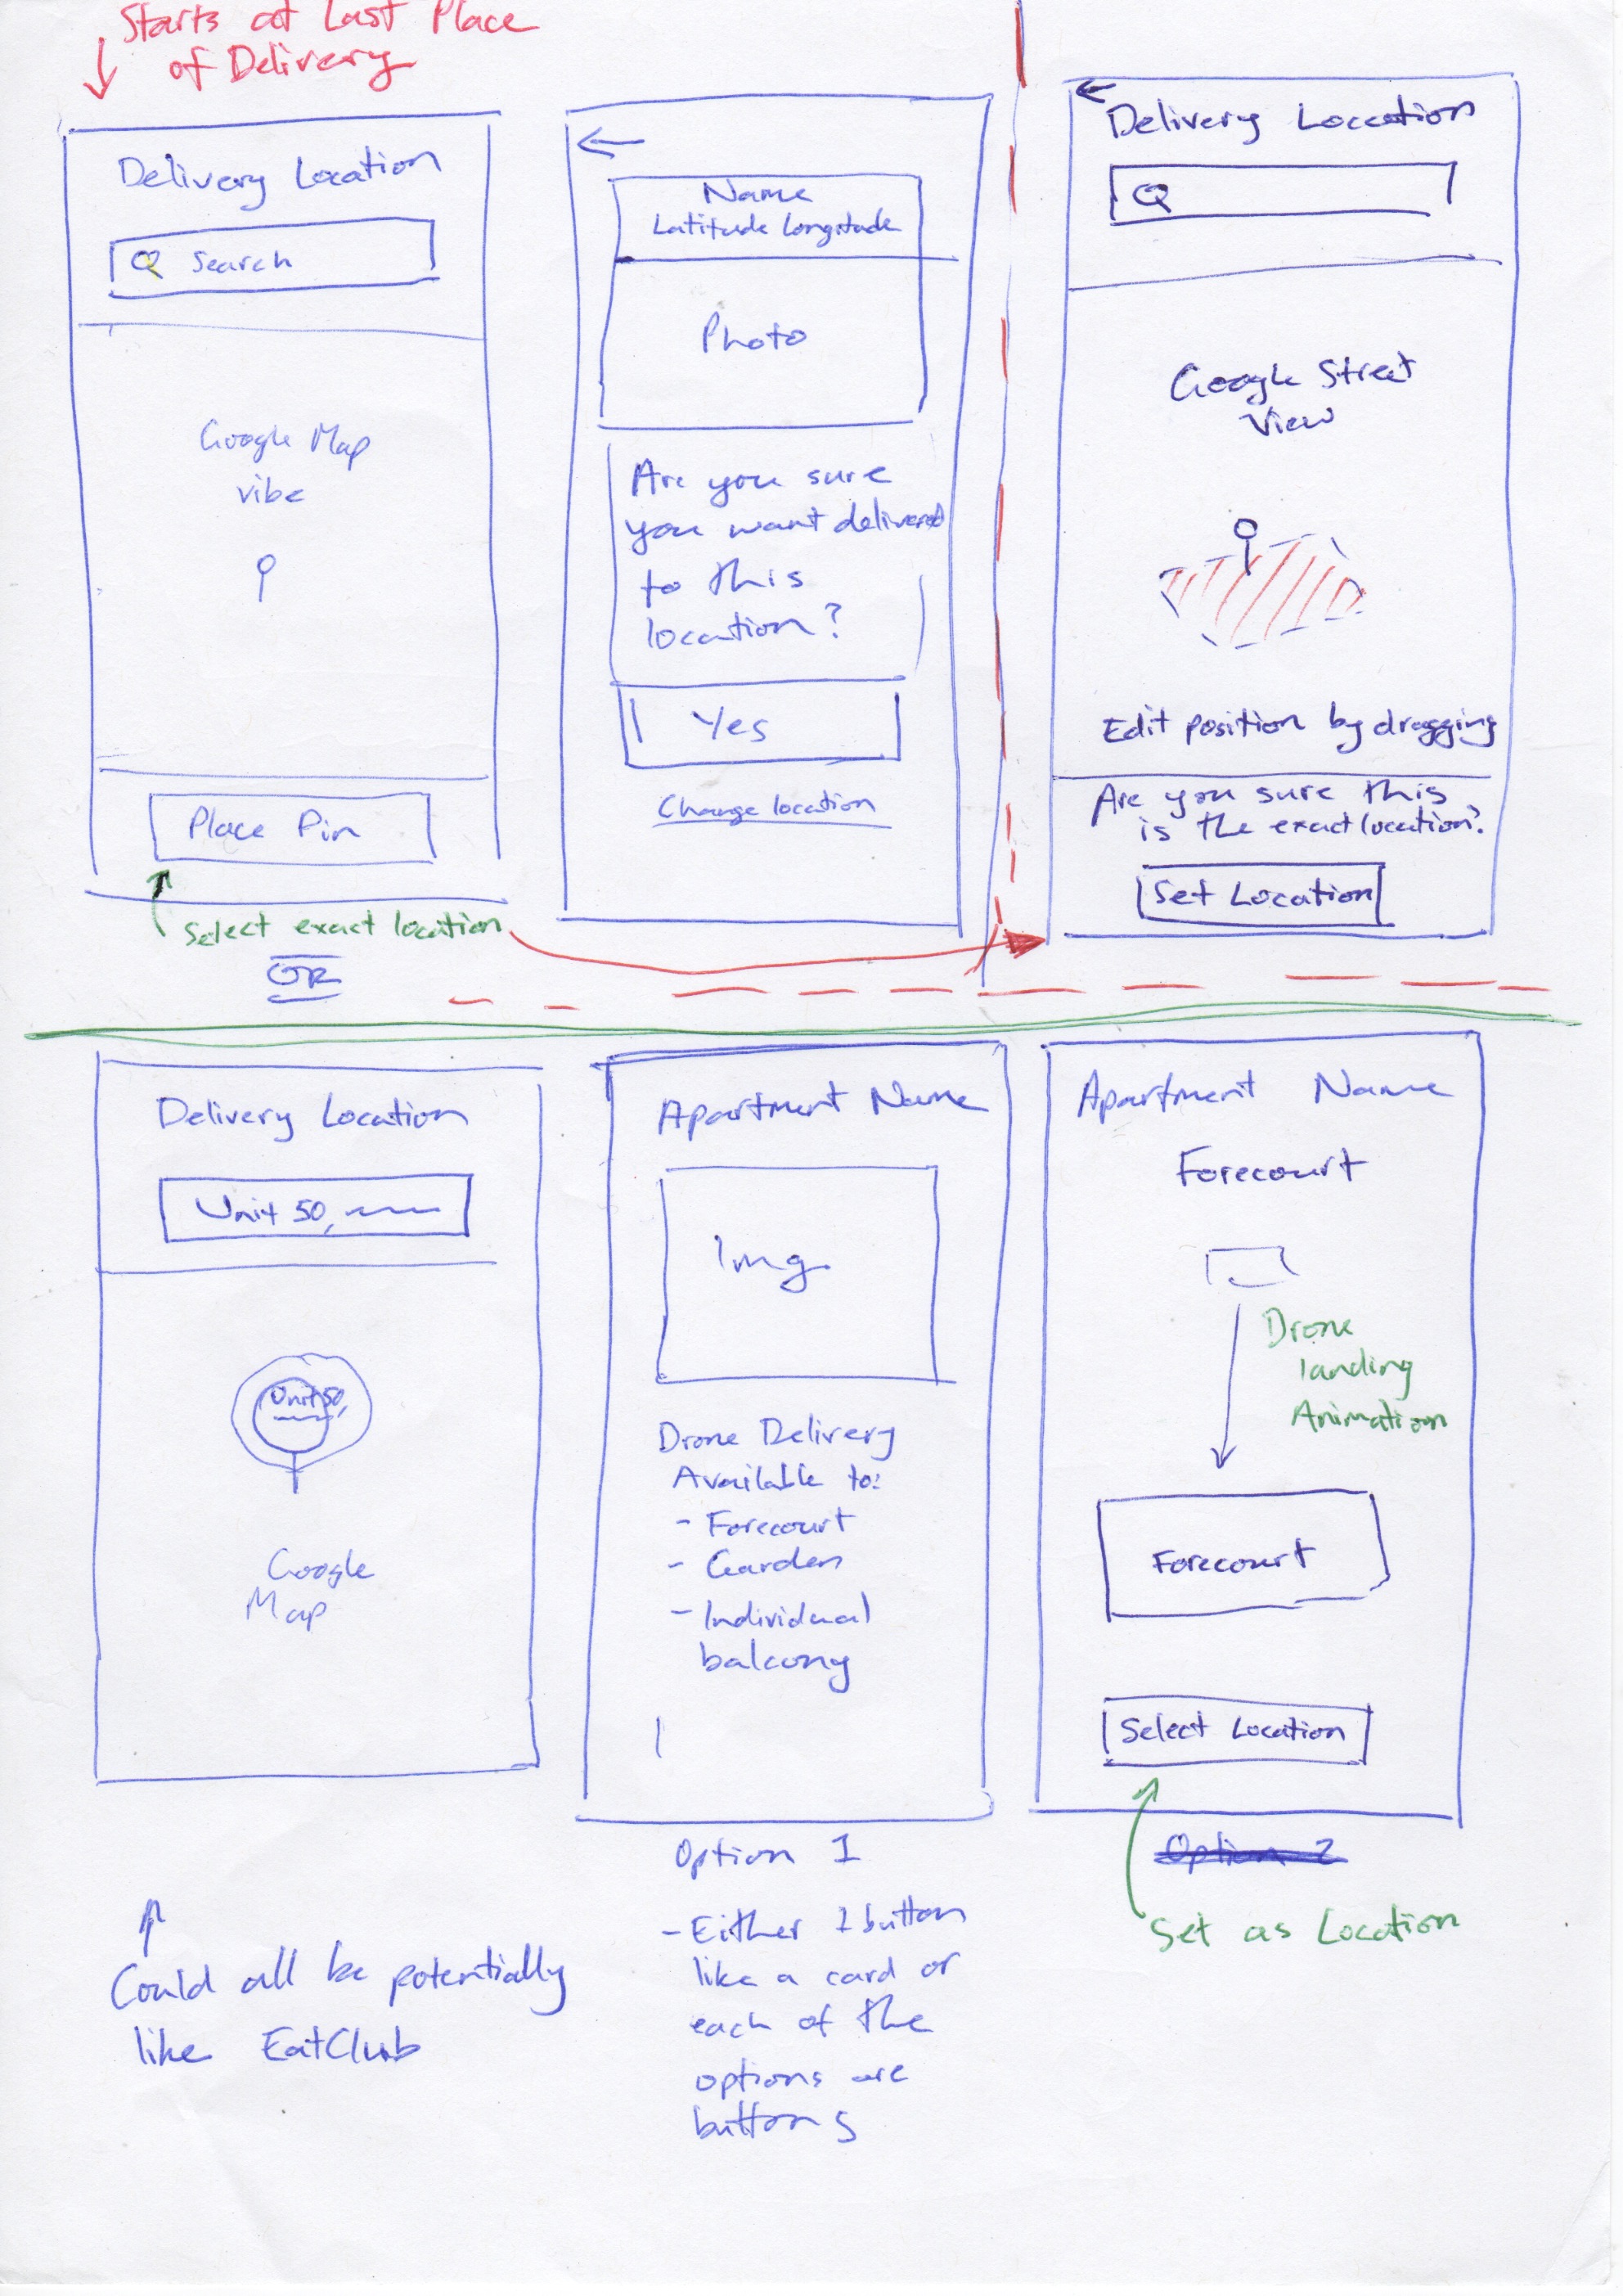 Starts at Last Place
of Delivery
Delivery Location
Search
Google Map
vibe
Place Pin
Select exact location
OR
Name
Latitude Longitude
Photo
Are you sure
you want delivered
to this
location?
Yes
Change location
Delivery Loccation
Google Street
View
Edit position by dragging
Are you sure this
is the exact location?
Set Location
Delivery Location
Unit 50,
Unit 50,
Google
Map
Could all be potentially
like EatClub
Apartment Name
Img
Drone Delivery
Available to:
- Forecourt
- Garden
- Individual
balcony
Option 1
- Either 1 button
like a card or
each of the
options are
buttons
Apartment Name
Forecourt
Drone
landing
Animation
Forecourt
Select Location
Option 2
Set as Location